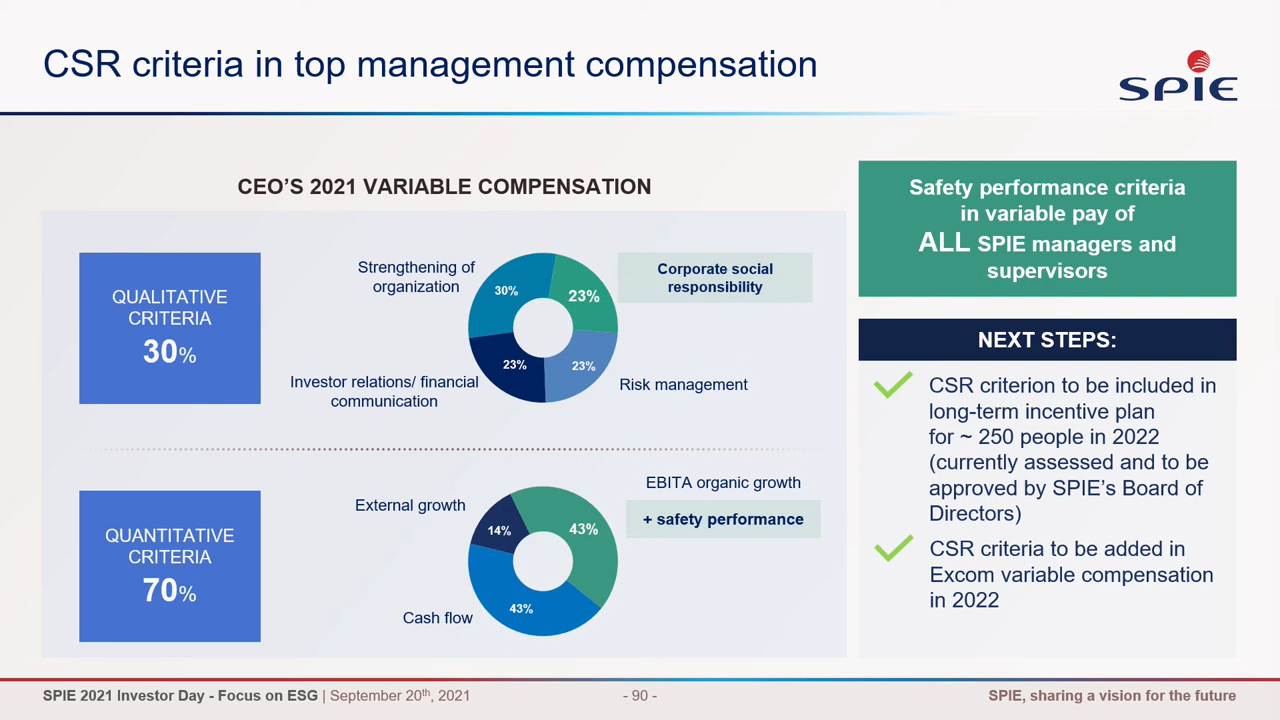 CSR criteria in top management compensation
SPIE
CEO’S 2021 VARIABLE COMPENSATION
QUALITATIVE
CRITERIA
30%
Strengthening of
organization
30%
23%
Corporate social
responsibility
Investor relations/ financial
communication
23%
23%
Risk management
QUANTITATIVE
CRITERIA
70%
External growth
14%
43%
EBITA organic growth
+ safety performance
Cash flow
43%
Safety performance criteria
in variable pay of
ALL SPIE managers and
supervisors
NEXT STEPS:
CSR criterion to be included in
long-term incentive plan
for ~ 250 people in 2022
(currently assessed and to be
approved by SPIE’s Board of
Directors)
CSR criteria to be added in
Excom variable compensation
in 2022
SPIE 2021 Investor Day - Focus on ESG | September 20th, 2021
- 90 -
SPIE, sharing a vision for the future